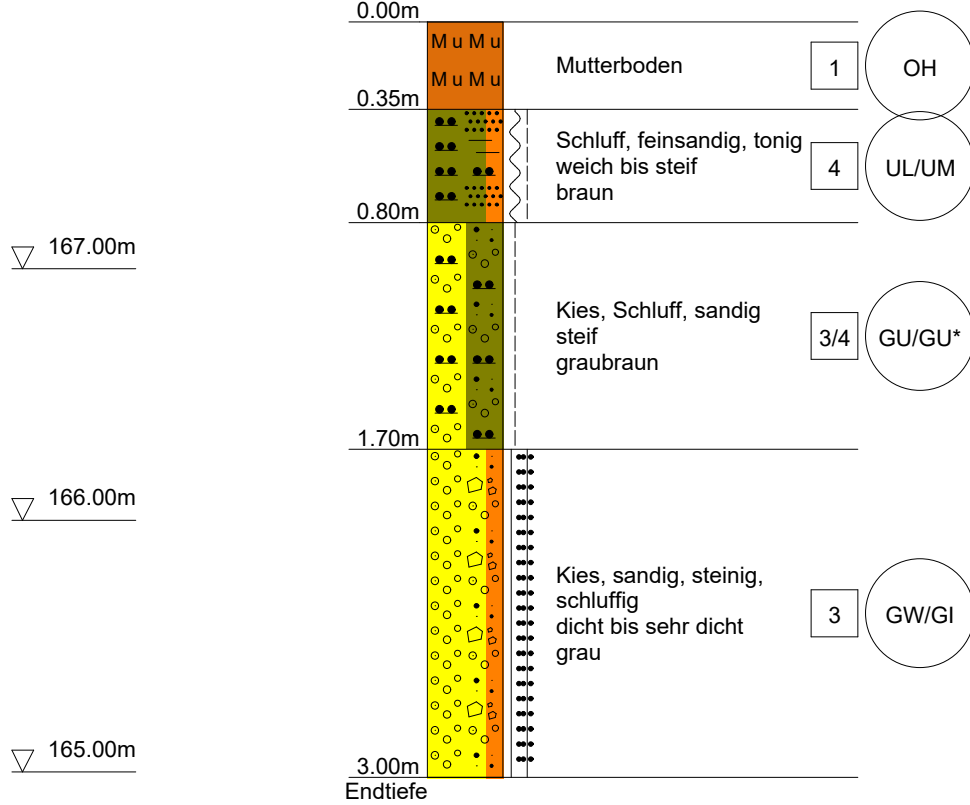 0.00m
M u M u
M u M u
Mutterboden
1
OH
0.35m
Schluff, feinsandig, tonig
weich bis steif
braun
4
UL/UM
0.80m
167.00m
Kies, Schluff, sandig
steif
graubraun
3/4
GU/GU*
1.70m
166.00m
Kies, sandig, steinig,
schluffig
dicht bis sehr dicht
grau
3
GW/GI
165.00m
3.00m
Endtiefe